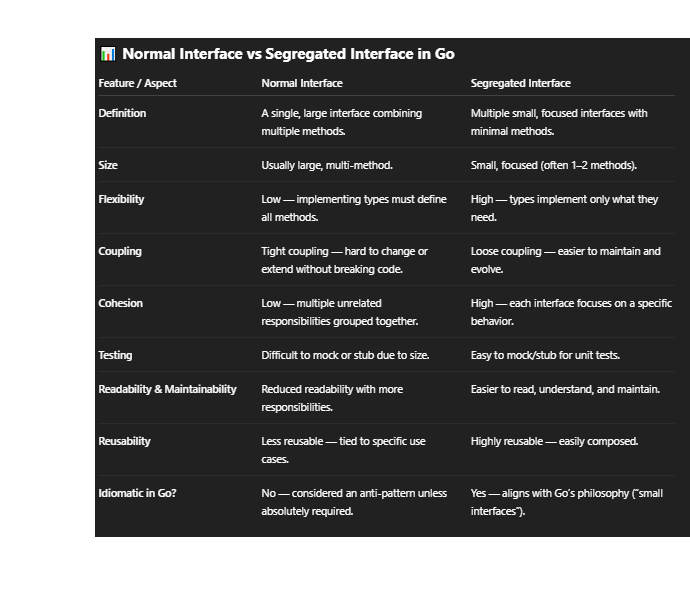 📊 Normal Interface vs Segregated Interface in Go
Feature / Aspect Normal Interface Segregated Interface
Definition A single, large interface combining Multiple small, focused interfaces with
multiple methods. minimal methods.
Size Usually large, multi-method. Small, focused (often 1–2 methods).
Flexibility Low — implementing types must define High — types implement only what they
all methods. need.
Coupling Tight coupling — hard to change or Loose coupling — easier to maintain and
extend without breaking code. evolve.
Cohesion Low — multiple unrelated High — each interface focuses on a specific
responsibilities grouped together. behavior.
Testing Difficult to mock or stub due to size. Easy to mock/stub for unit tests.
Readability & Maintainability Reduced readability with more Easier to read, understand, and maintain.
responsibilities.
Reusability Less reusable — tied to specific use Highly reusable — easily composed.
cases.
Idiomatic in Go? No — considered an anti-pattern unless Yes — aligns with Go's philosophy ("small
absolutely required. interfaces").